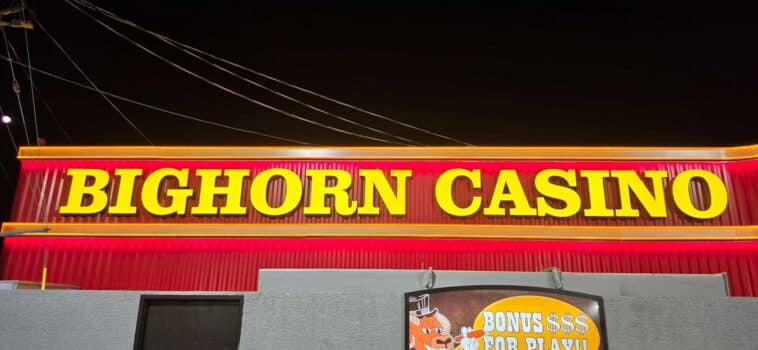 BIGHORN CASINO
BONUS $$$
FOR PLAY!!